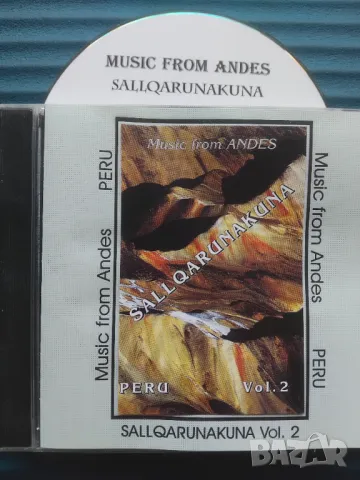 MUSIC FROM ANDES
SALLQARUNAKUNA
Music from ANDES
SALLQARUNAKUNA
PERU Vol.2
Music from Andes PERU
Music from Andes PERU
SALLQARUNAKUNA Vol. 2
BAZAR